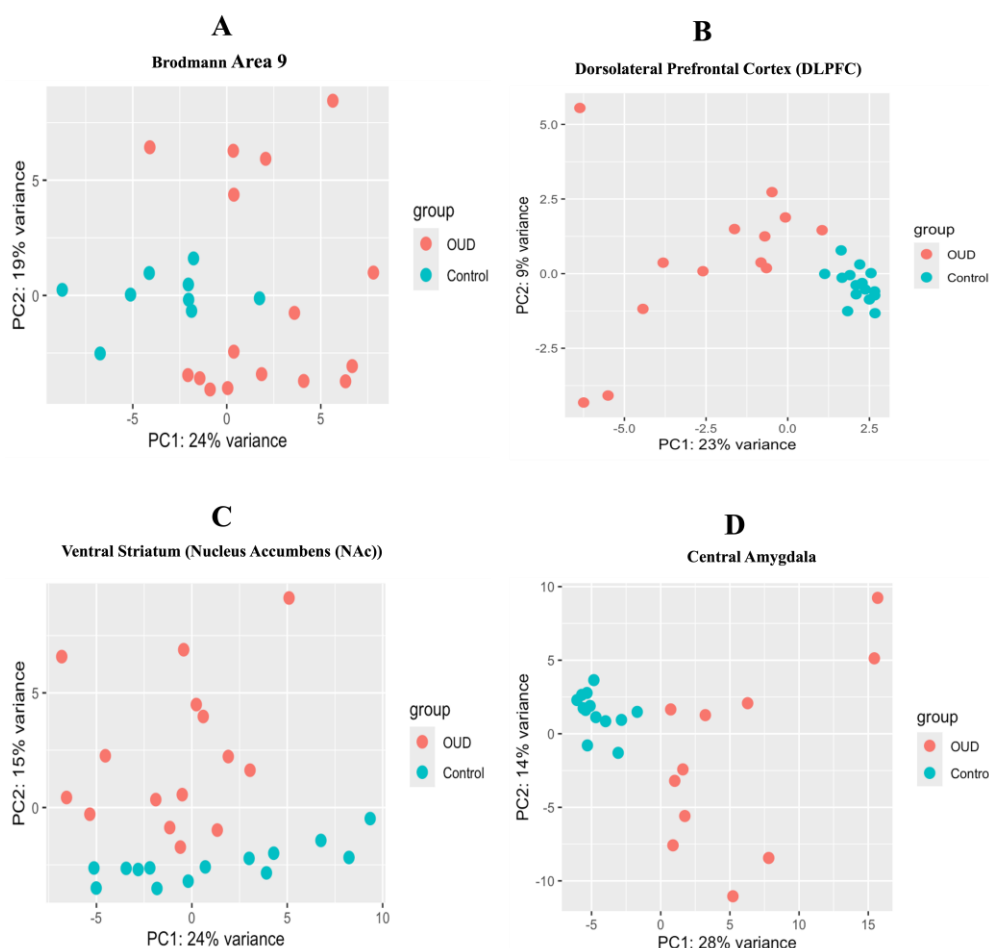 A
Brodmann Area 9
5
0
-5
0
5
PC2: 19% variance
PC1: 24% variance
group
OUD
Control
B
Dorsolateral Prefrontal Cortex (DLPFC)
5.0
2.5
0.0
-2.5
-5.0
-2.5
0.0
2.5
PC2: 9% variance
PC1: 23% variance
group
OUD
Control
C
Ventral Striatum (Nucleus Accumbens (NAc))
5
0
-5
0
5
10
PC2: 15% variance
PC1: 24% variance
group
OUD
Control
D
Central Amygdala
10
5
0
-5
-10
-5
0
5
10
15
PC2: 14% variance
PC1: 28% variance
group
OUD
Contro